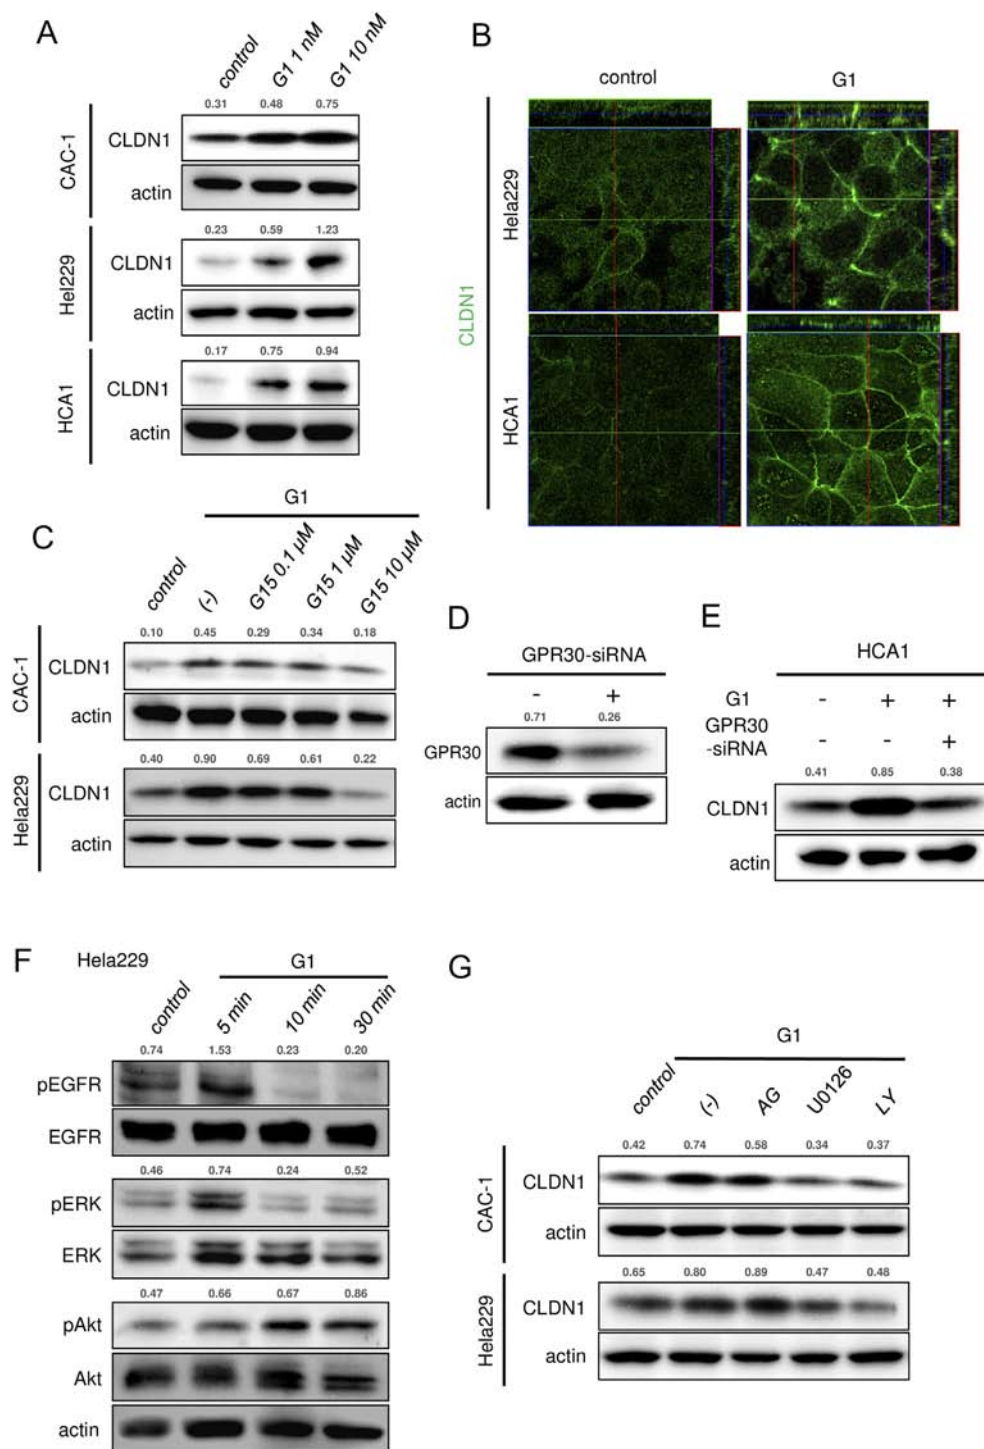 A
control
G1 1 nM
G1 10 nM
CAC-1
0.31 0.48 0.75
CLDN1
actin
Hel229
0.23 0.59 1.23
CLDN1
actin
HCA1
0.17 0.75 0.94
CLDN1
actin
B
control G1
CLDN1
Hela229
HCA1
C
G1
control
(-)
G15 0.1 µM
G15 1 µM
G15 10 µM
CAC-1
0.10 0.45 0.29 0.34 0.18
CLDN1
actin
Hela229
0.40 0.90 0.69 0.61 0.22
CLDN1
actin
D
GPR30-siRNA
- +
0.71 0.26
GPR30
actin
E
HCA1
G1 - + +
GPR30
-siRNA - - +
0.41 0.85 0.38
CLDN1
actin
F
Hela229 G1
control
5 min
10 min
30 min
0.74 1.53 0.23 0.20
pEGFR
EGFR
0.46 0.74 0.24 0.52
pERK
ERK
0.47 0.66 0.67 0.86
pAkt
Akt
actin
G
G1
control
(-)
AG
U0126
LY
CAC-1
0.42 0.74 0.58 0.34 0.37
CLDN1
actin
Hela229
0.65 0.80 0.89 0.47 0.48
CLDN1
actin